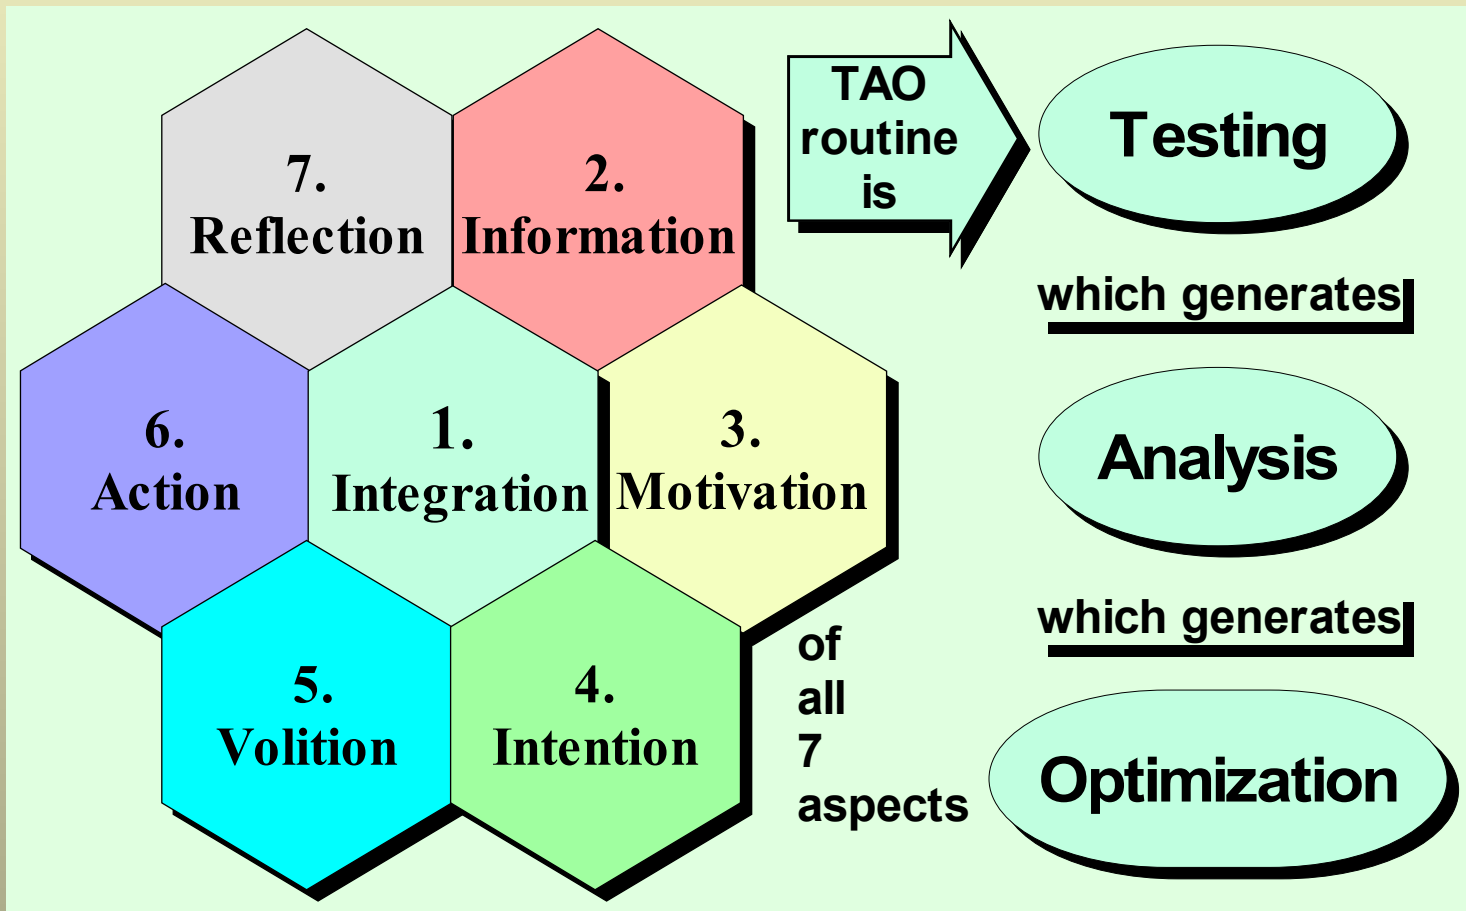 7.
Reflection
2.
Information
6.
Action
1.
Integration
3.
Motivation
5.
Volition
4.
Intention
TAO
routine
is
Testing
which generates
Analysis
which generates
Optimization
of
all
7
aspects